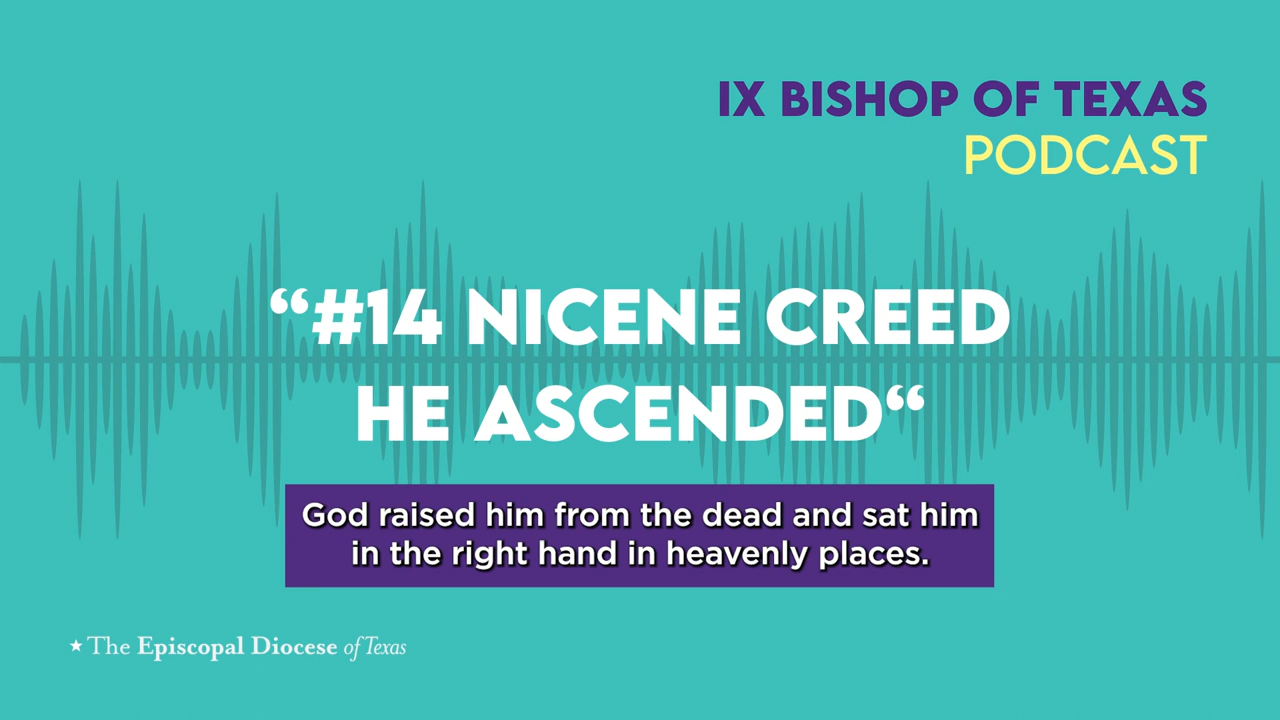 IX BISHOP OF TEXAS
PODCAST
“#14 NICENE CREED
HE ASCENDED“
God raised him from the dead and sat him
in the right hand in heavenly places.
★ The Episcopal Diocese of Texas